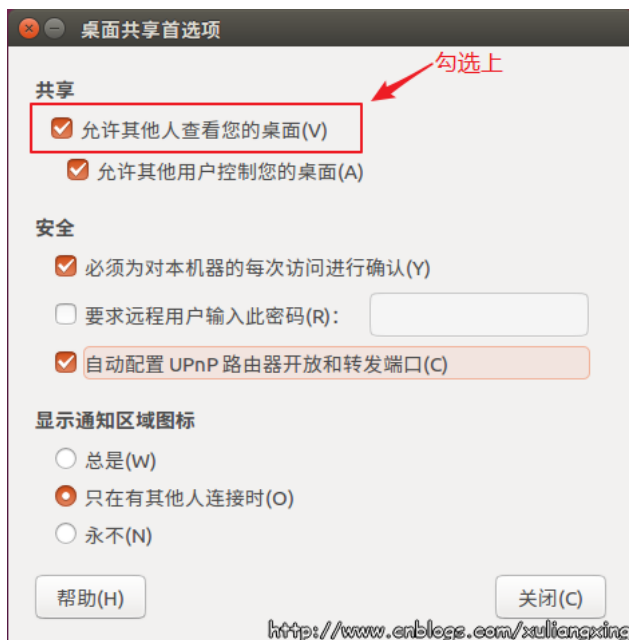 桌面共享首选项
勾选上
共享
允许其他人查看您的桌面(V)
允许其他用户控制您的桌面(A)
安全
必须为对本机器的每次访问进行确认(Y)
要求远程用户输入此密码(R)：
自动配置 UPnP 路由器开放和转发端口(C)
显示通知区域图标
总是(W)
只在有其他人连接时(O)
永不(N)
帮助(H)
关闭(C)
http://www.cnblogs.com/xuliangxing